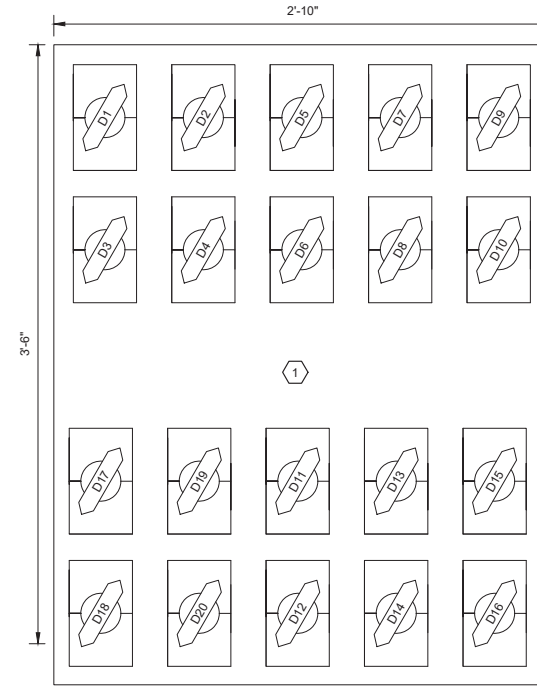 2'-10"
D1 D2 D5 D7 D9
D3 D4 D6 D8 D10
3'-6"
1
D17 D19 D11 D13 D15
D18 D20 D12 D14 D16